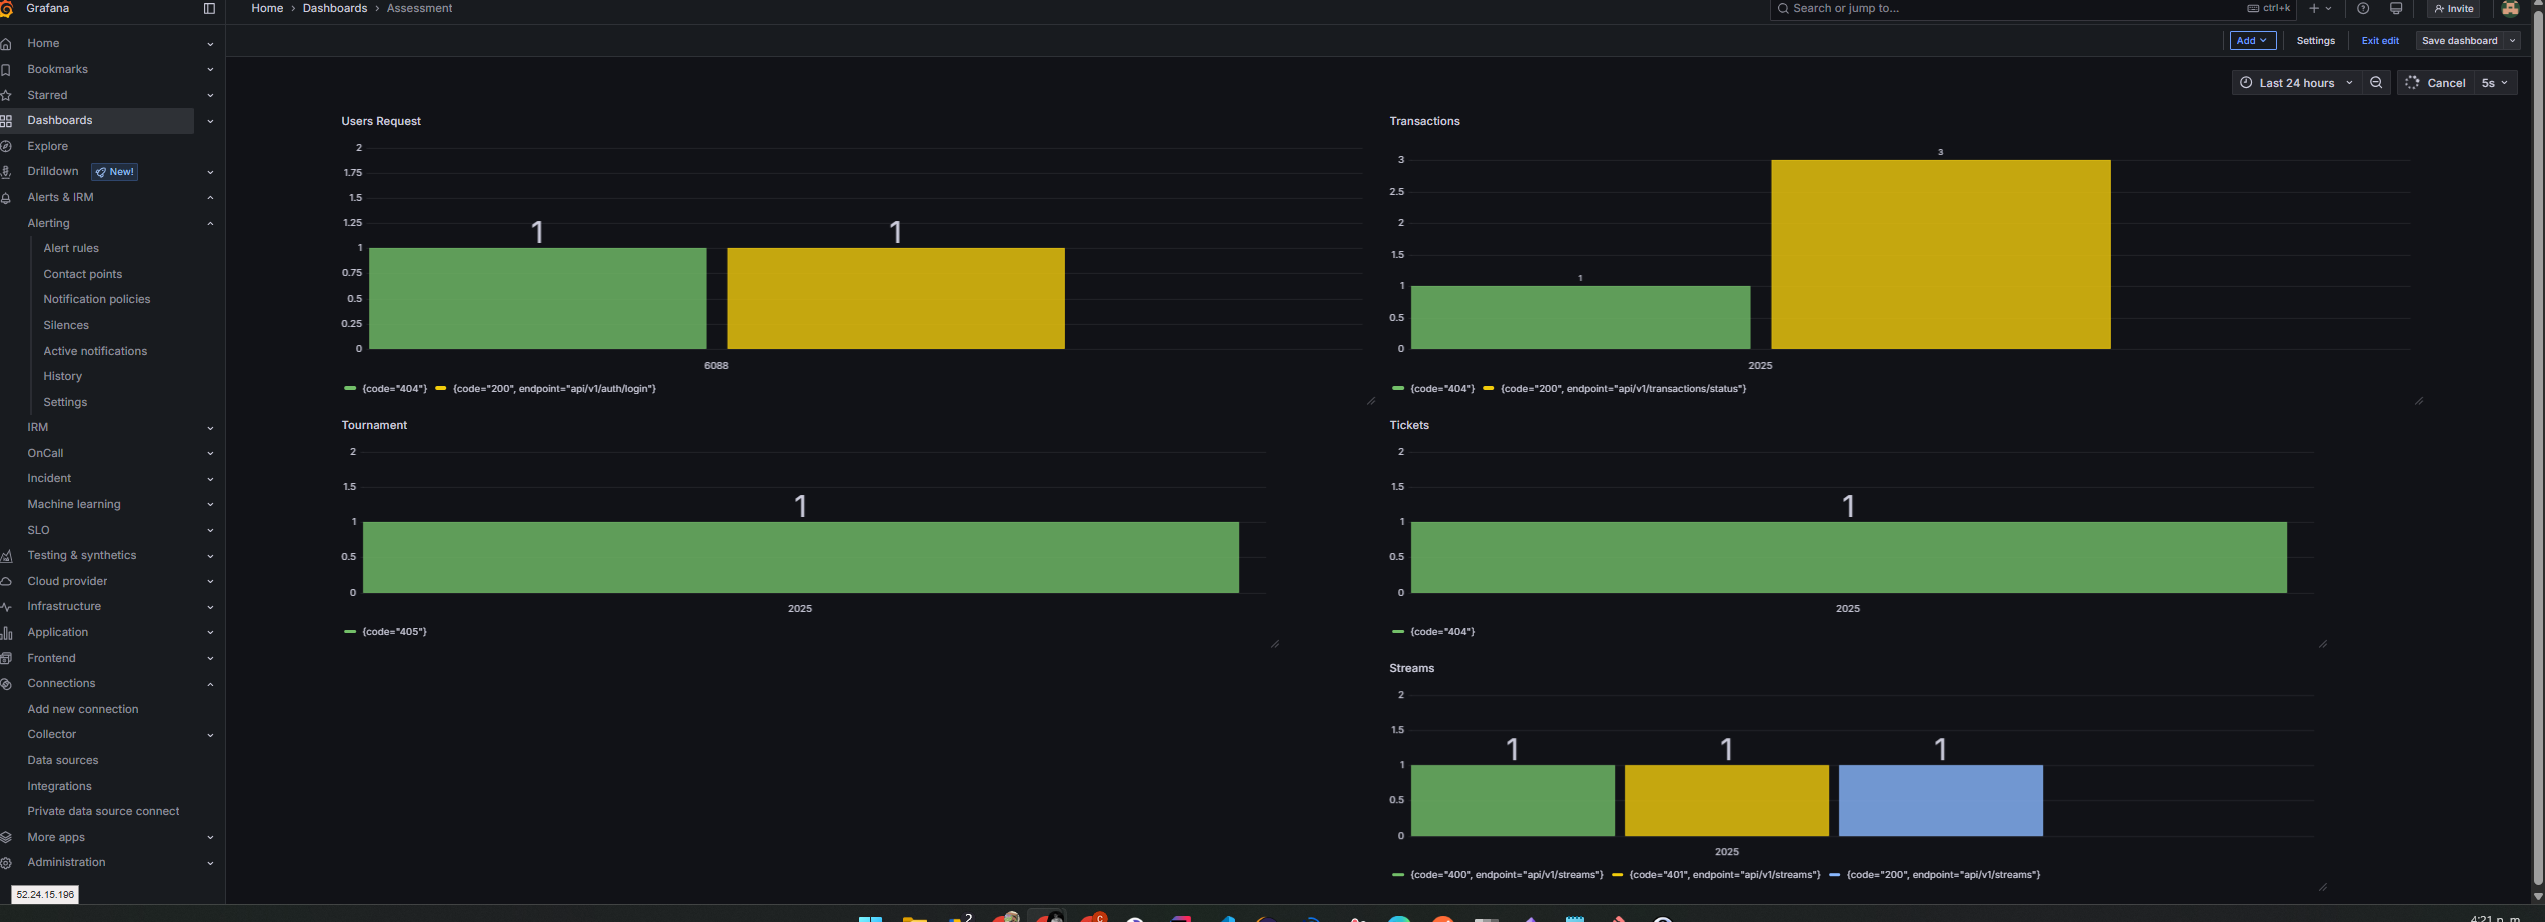 Grafana
Home › Dashboards › Assessment
Search or jump to...
ctrl+k
Invite
Add
Settings
Exit edit
Save dashboard
Last 24 hours
Cancel
5s
Home
Bookmarks
Starred
Dashboards
Explore
Drilldown
New!
Alerts & IRM
Alerting
Alert rules
Contact points
Notification policies
Silences
Active notifications
History
Settings
IRM
OnCall
Incident
Machine learning
SLO
Testing & synthetics
Cloud provider
Infrastructure
Application
Frontend
Connections
Add new connection
Collector
Data sources
Integrations
Private data source connect
More apps
Administration
52.24.15.196
Users Request
2
1.75
1.5
1.25
1
0.75
0.5
0.25
0
1
1
6088
{code="404"}
{code="200", endpoint="api/v1/auth/login"}
Transactions
3
2.5
2
1.5
1
0.5
0
1
3
2025
{code="404"}
{code="200", endpoint="api/v1/transactions/status"}
Tournament
2
1.5
1
0.5
0
1
2025
{code="405"}
Tickets
2
1.5
1
0.5
0
1
2025
{code="404"}
Streams
2
1.5
1
0.5
0
1
1
1
2025
{code="400", endpoint="api/v1/streams"}
{code="401", endpoint="api/v1/streams"}
{code="200", endpoint="api/v1/streams"}
2
C
4:21 p. m.